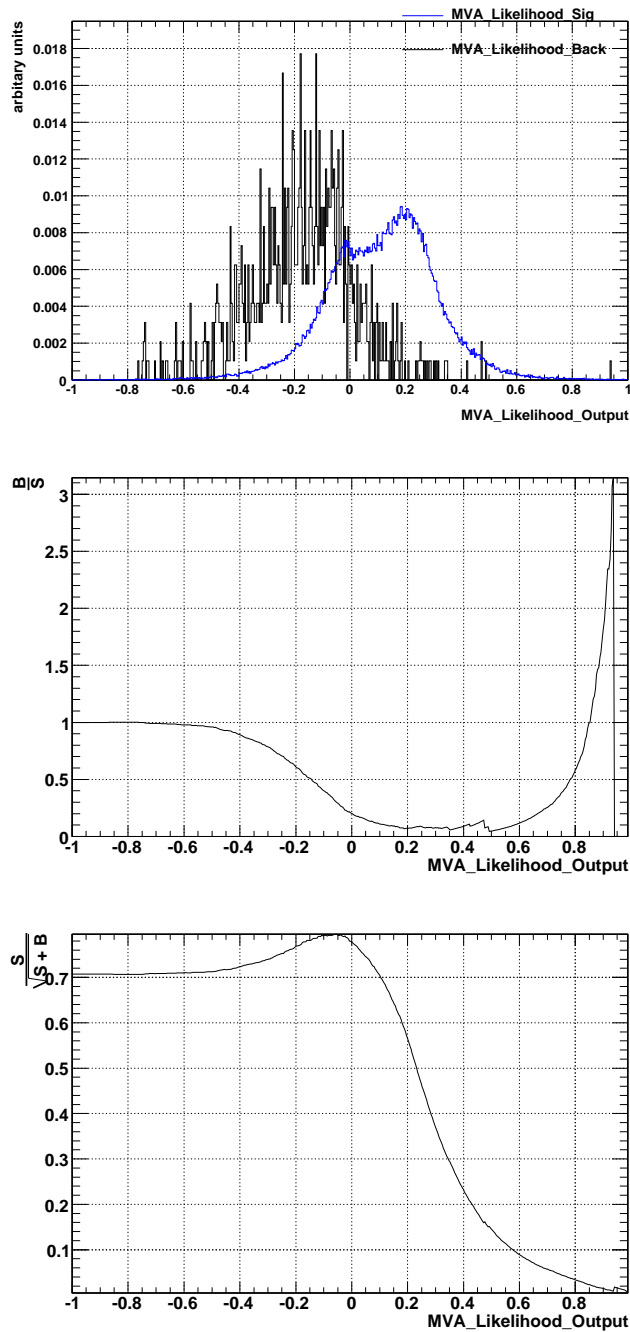 MVA_Likelihood_Sig
MVA_Likelihood_Back
arbitary units
0.018
0.016
0.014
0.012
0.01
0.008
0.006
0.004
0.002
0
-1 -0.8 -0.6 -0.4 -0.2 0 0.2 0.4 0.6 0.8 1
MVA_Likelihood_Output
B
S
3
2.5
2
1.5
1
0.5
0
-1 -0.8 -0.6 -0.4 -0.2 0 0.2 0.4 0.6 0.8
MVA_Likelihood_Output
S
√S + B
0.7
0.6
0.5
0.4
0.3
0.2
0.1
-1 -0.8 -0.6 -0.4 -0.2 0 0.2 0.4 0.6 0.8
MVA_Likelihood_Output